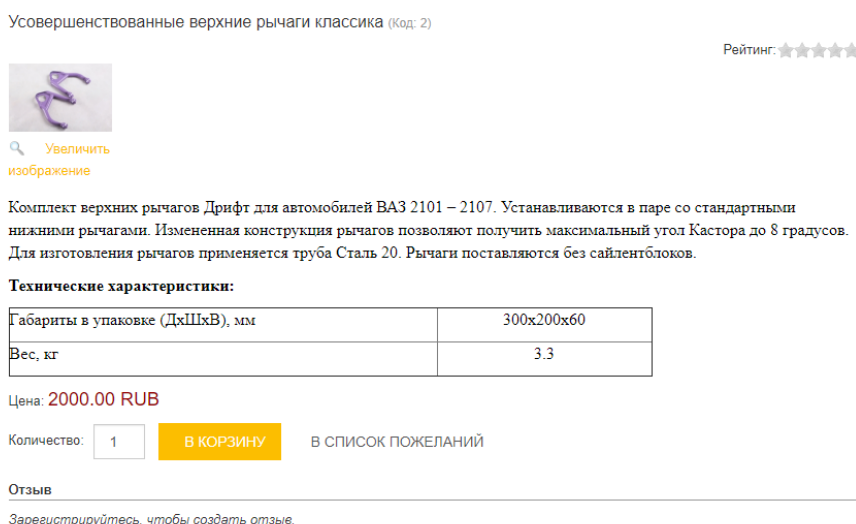 Усовершенствованные верхние рычаги классика (Код: 2)
Рейтинг:
Увеличить
изображение
Комплект верхних рычагов Дрифт для автомобилей ВАЗ 2101 – 2107. Устанавливаются в паре со стандартными
нижними рычагами. Измененная конструкция рычагов позволяют получить максимальный угол Кастора до 8 градусов.
Для изготовления рычагов применяется труба Сталь 20. Рычаги поставляются без сайлентблоков.
Технические характеристики:
Габариты в упаковке (ДхШхВ), мм 300х200х60
Вес, кг 3.3
Цена: 2000.00 RUB
Количество: 1 В КОРЗИНУ В СПИСОК ПОЖЕЛАНИЙ
Отзыв
Зарегистрируйтесь, чтобы создать отзыв.